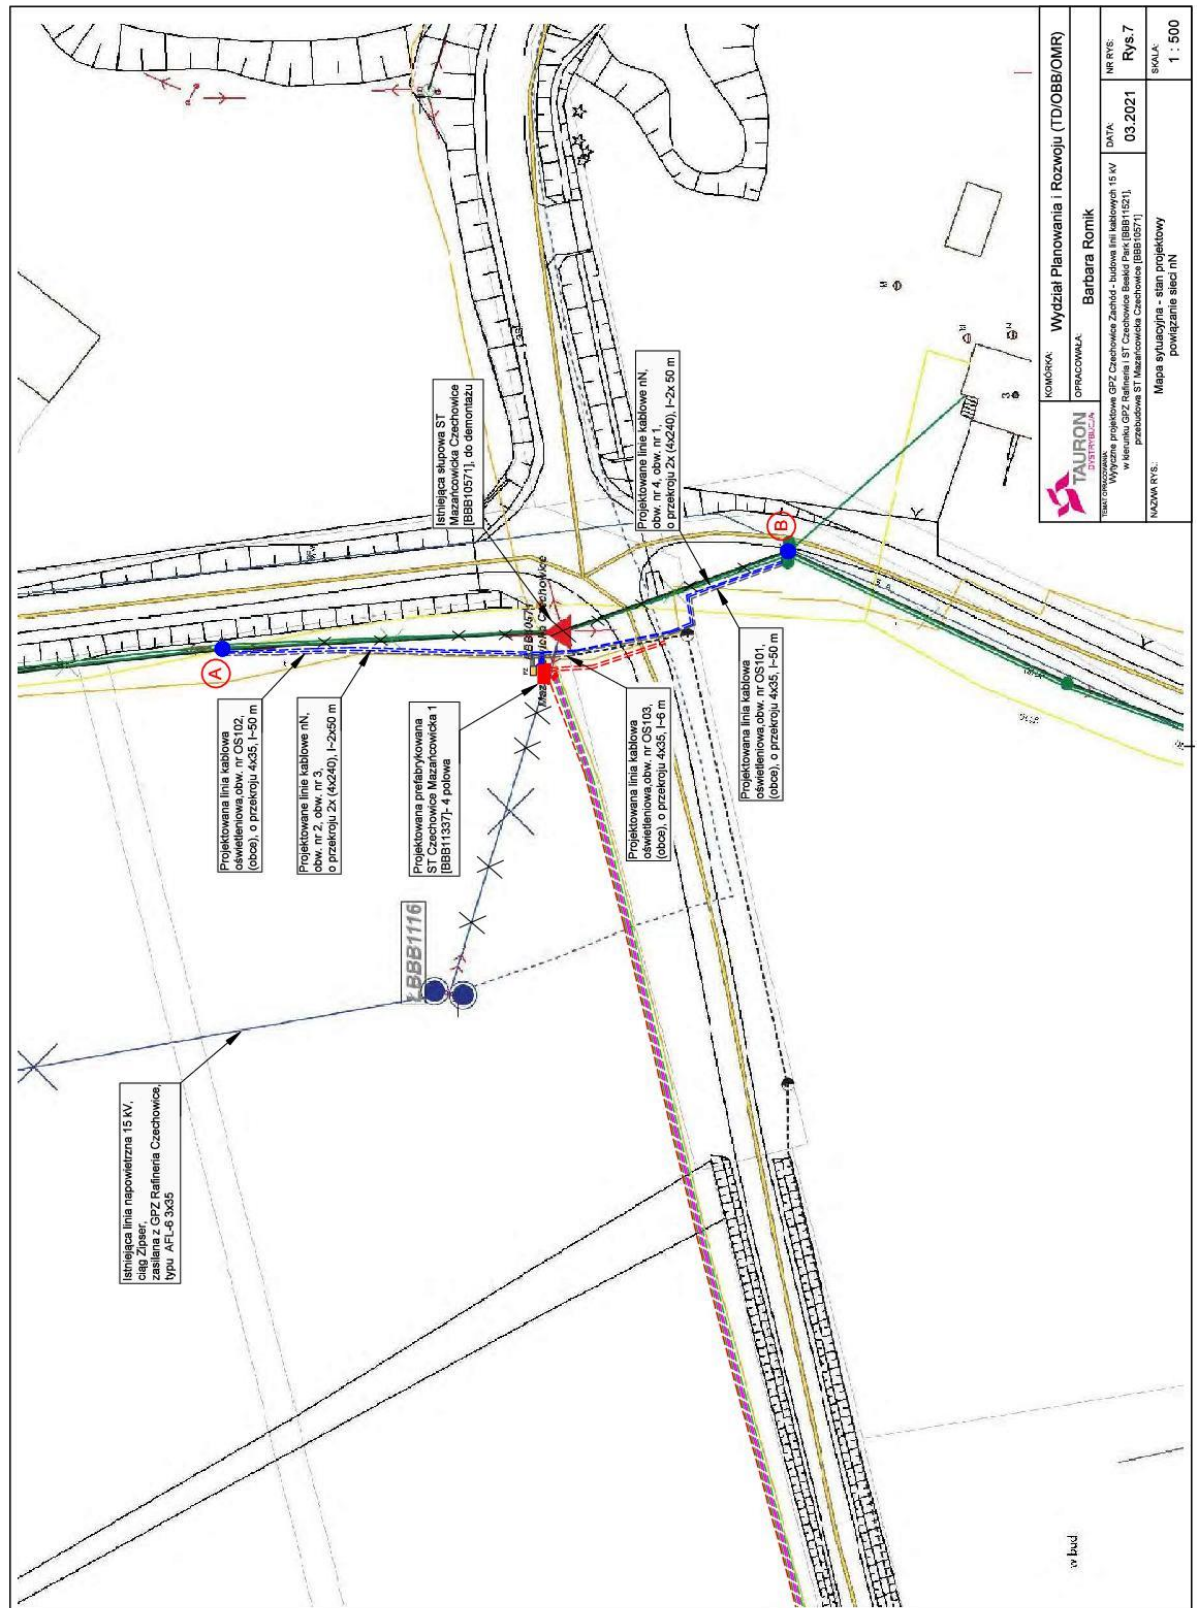 Istniejąca linia napowietrzna 15 kV,
ciąg Zipser,
zasilana z GPZ Rafineria Czechowice,
typu AFL-6 3x35
ŁBBB1116
Projektowana linia kablowa
oświetleniowa,obw. nr OS102,
(obce), o przekroju 4x35, l~50 m
Projektowane linie kablowe nN,
obw. nr 2, obw. nr 3,
o przekroju 2x (4x240), l~2x50 m
Projektowana prefabrykowana
ST Czechowice Mazańcowicka 1
[BBB11337]- 4 polowa
Istniejąca słupowa ST
Mazańcowicka Czechowice
[BBB10571], do demontażu
Projektowana linia kablowa
oświetleniowa,obw. nr OS103,
(obce), o przekroju 4x35, l~6 m
Projektowane linie kablowe nN,
obw. nr 4, obw. nr 1,
o przekroju 2x (4x240), l~2x 50 m
Projektowana linia kablowa
oświetleniowa,obw. nr OS101,
(obce), o przekroju 4x35, l~50 m
A
B
3
w bud
TAURON
DYSTRYBUCJA
KOMÓRKA:
Wydział Planowania i Rozwoju (TD/OBB/OMR)
OPRACOWAŁA:
Barbara Romik
TEMAT OPRACOWANIA:
Wytyczne projektowe GPZ Czechowice Zachód - budowa linii kablowych 15 kV
w kierunku GPZ Rafineria i ST Czechowice Beskid Park [BBB11521],
przebudowa ST Mazańcowicka Czechowice [BBB10571]
DATA:
03.2021
NR RYS:
Rys.7
NAZWA RYS.:
Mapa sytuacyjna - stan projektowy
powiązanie sieci nN
SKALA:
1 : 500